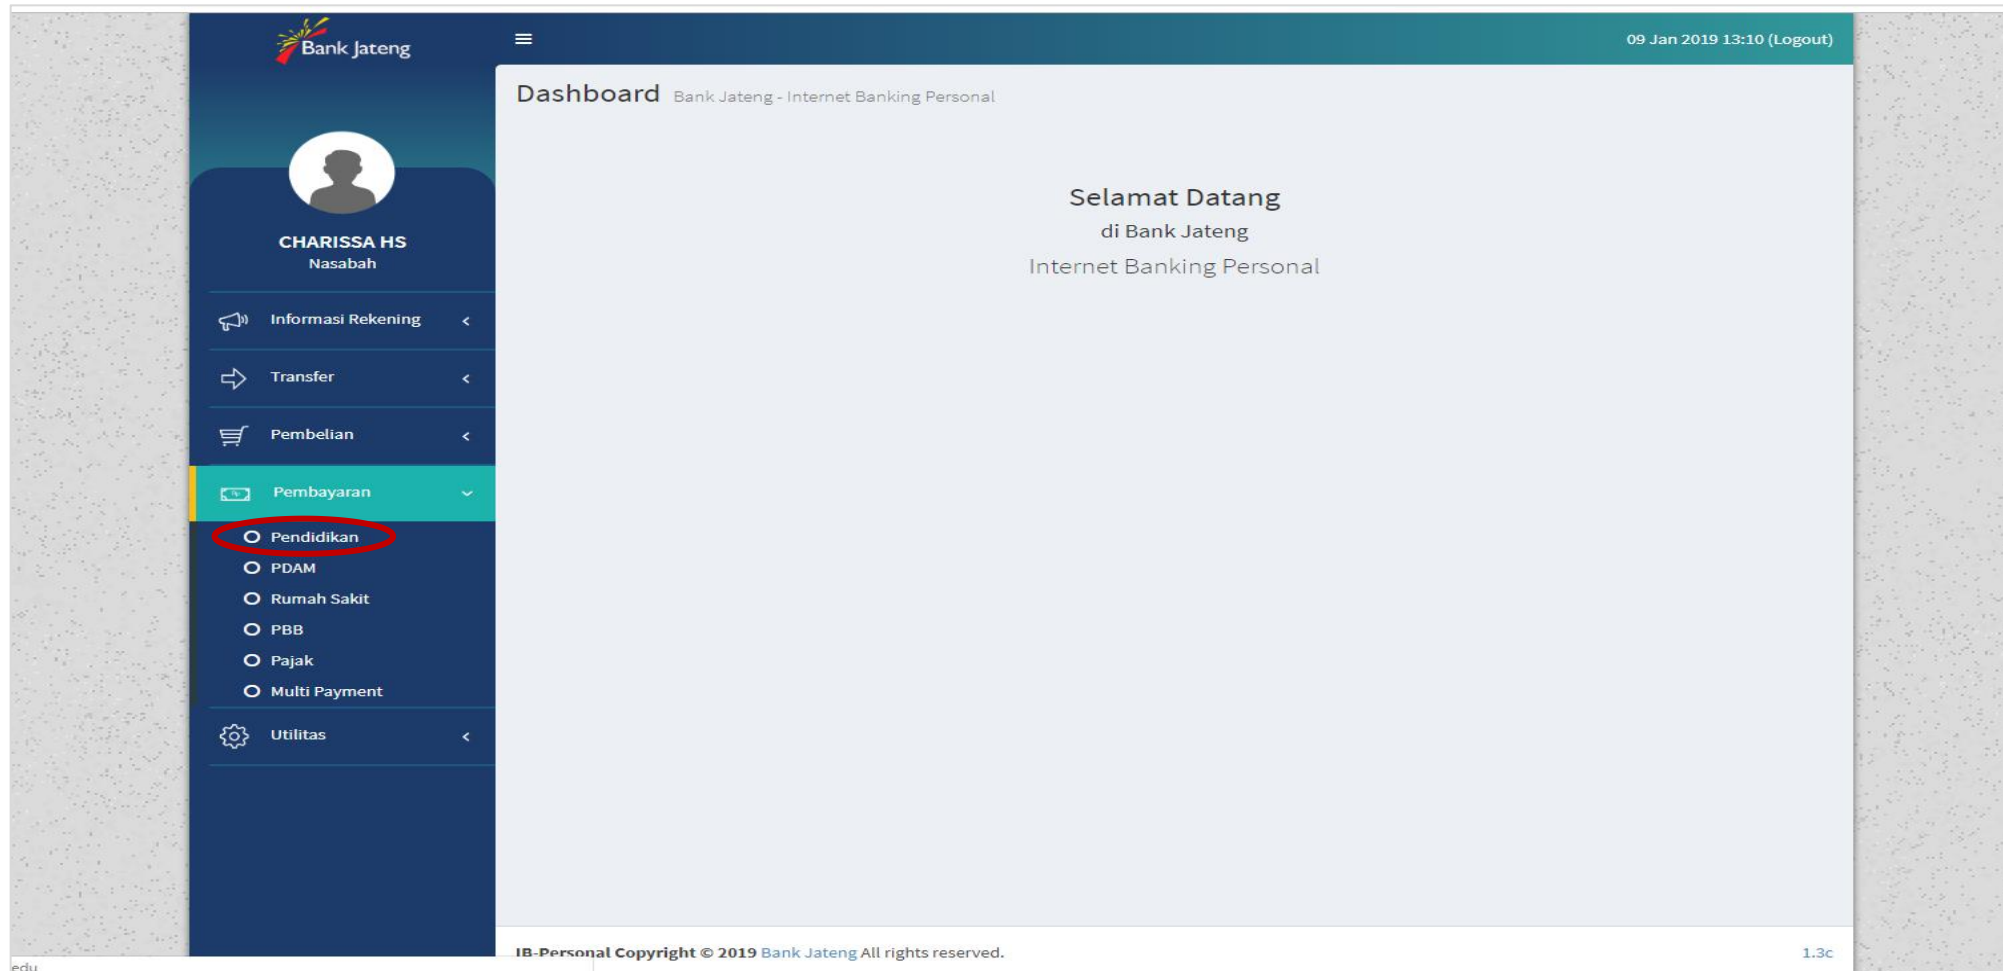 Bank Jateng
09 Jan 2019 13:10 (Logout)
Dashboard Bank Jateng - Internet Banking Personal
Selamat Datang
di Bank Jateng
Internet Banking Personal
CHARISSA HS
Nasabah
Informasi Rekening
Transfer
Pembelian
Pembayaran
Pendidikan
PDAM
Rumah Sakit
PBB
Pajak
Multi Payment
Utilitas
IB-Personal Copyright © 2019 Bank Jateng All rights reserved.
1.3c
edu